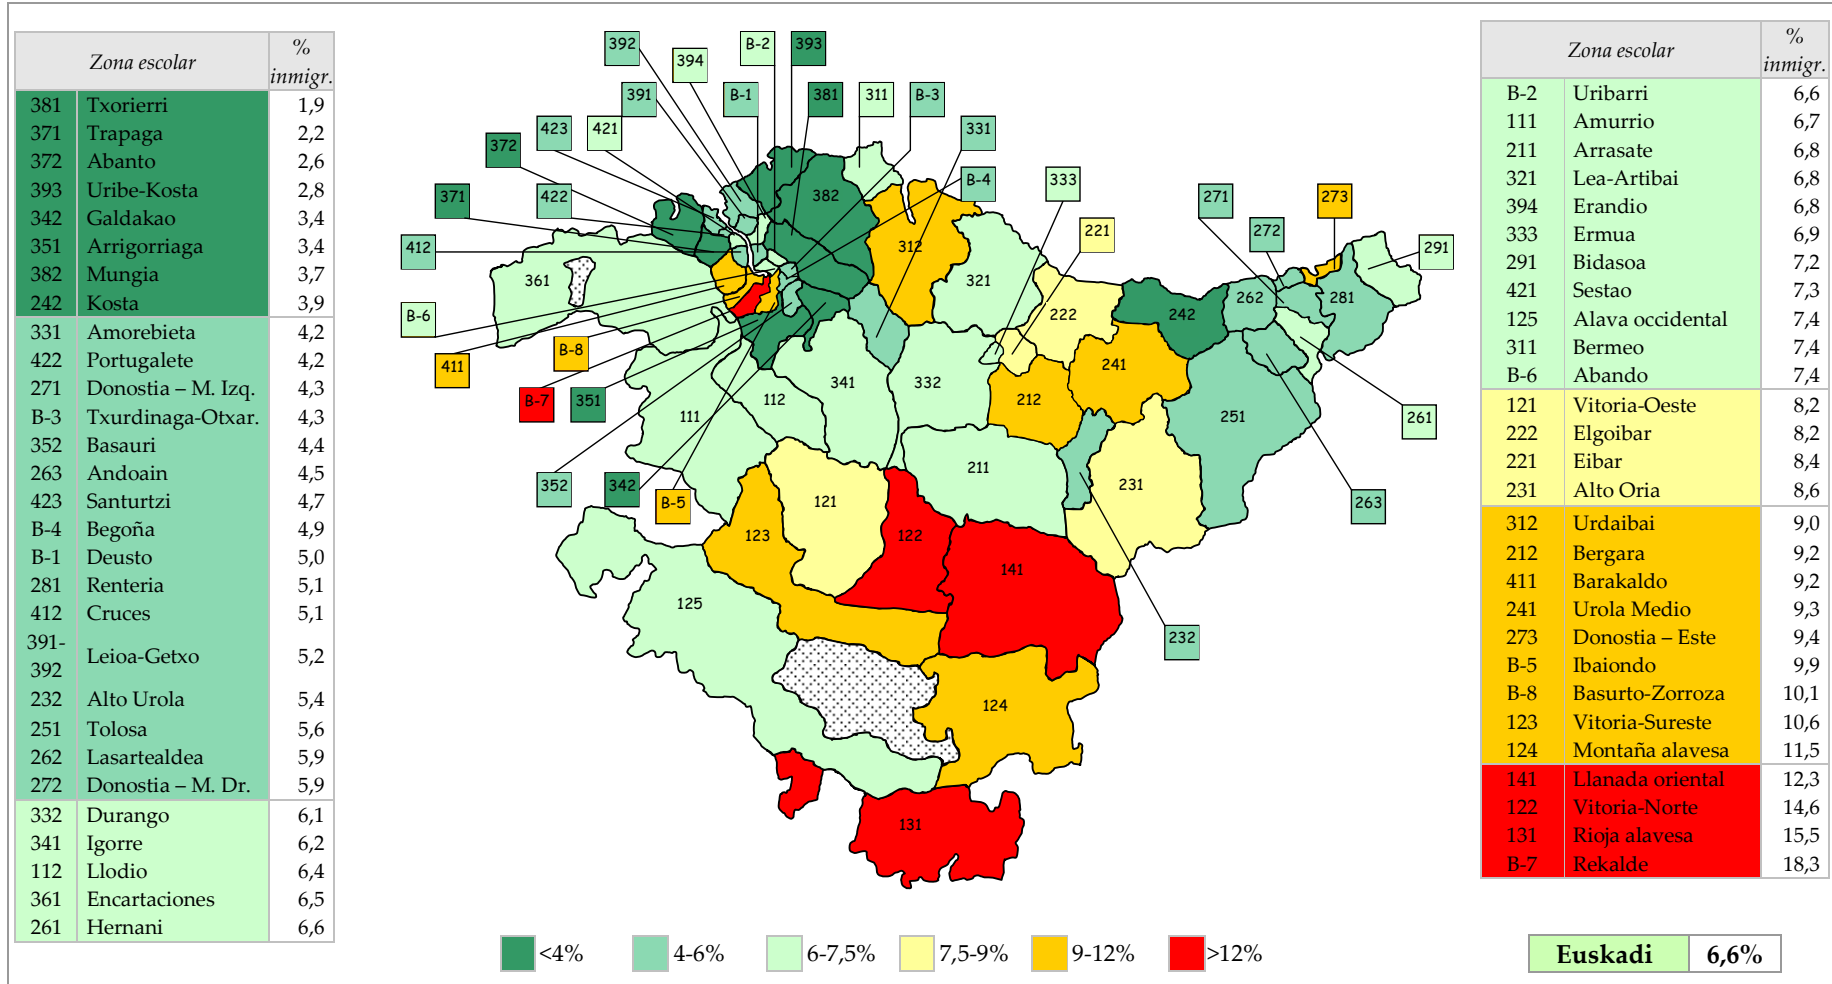 Zona escolar % inmigr.
381 Txorierri 1,9
371 Trapaga 2,2
372 Abanto 2,6
393 Uribe-Kosta 2,8
342 Galdakao 3,4
351 Arrigorriaga 3,4
382 Mungia 3,7
242 Kosta 3,9
331 Amorebieta 4,2
422 Portugalete 4,2
271 Donostia – M. Izq. 4,3
B-3 Txurdinaga-Otxar. 4,3
352 Basauri 4,4
263 Andoain 4,5
423 Santurtzi 4,7
B-4 Begoña 4,9
B-1 Deusto 5,0
281 Renteria 5,1
412 Cruces 5,1
391-392 Leioa-Getxo 5,2
232 Alto Urola 5,4
251 Tolosa 5,6
262 Lasartealdea 5,9
272 Donostia – M. Dr. 5,9
332 Durango 6,1
341 Igorre 6,2
112 Llodio 6,4
361 Encartaciones 6,5
261 Hernani 6,6
392
394
B-2
393
391
B-1
381
311
B-3
423
421
331
372
B-4
333
371
422
382
271
273
412
312
221
272
291
361
321
262
281
B-6
222
242
B-8
411
241
341
332
B-7
351
112
212
111
251
261
211
352
342
B-5
121
231
263
123
122
141
125
232
124
131
<4%
4-6%
6-7,5%
7,5-9%
9-12%
>12%
Zona escolar % inmigr.
B-2 Uribarri 6,6
111 Amurrio 6,7
211 Arrasate 6,8
321 Lea-Artibai 6,8
394 Erandio 6,8
333 Ermua 6,9
291 Bidasoa 7,2
421 Sestao 7,3
125 Alava occidental 7,4
311 Bermeo 7,4
B-6 Abando 7,4
121 Vitoria-Oeste 8,2
222 Elgoibar 8,2
221 Eibar 8,4
231 Alto Oria 8,6
312 Urdaibai 9,0
212 Bergara 9,2
411 Barakaldo 9,2
241 Urola Medio 9,3
273 Donostia – Este 9,4
B-5 Ibaiondo 9,9
B-8 Basurto-Zorroza 10,1
123 Vitoria-Sureste 10,6
124 Montaña alavesa 11,5
141 Llanada oriental 12,3
122 Vitoria-Norte 14,6
131 Rioja alavesa 15,5
B-7 Rekalde 18,3
Euskadi 6,6%